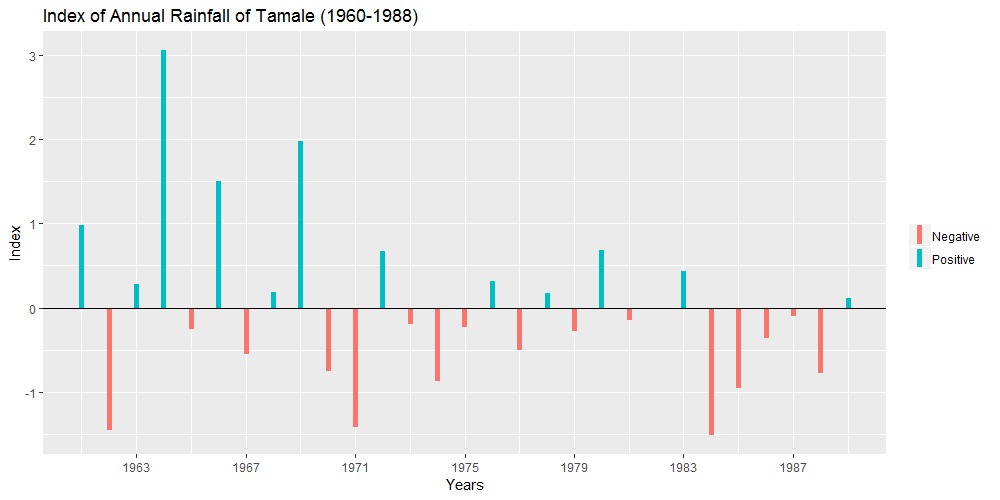 Index of Annual Rainfall of Tamale (1960-1988)
3
2
1
0
-1
Index
1963 1967 1971 1975 1979 1983 1987
Years
Negative
Positive